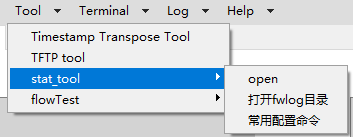 Tool Terminal Log Help
Timestamp Transpose Tool
TFTP tool
stat_tool
flowTest
open
打开fwlog目录
常用配置命令